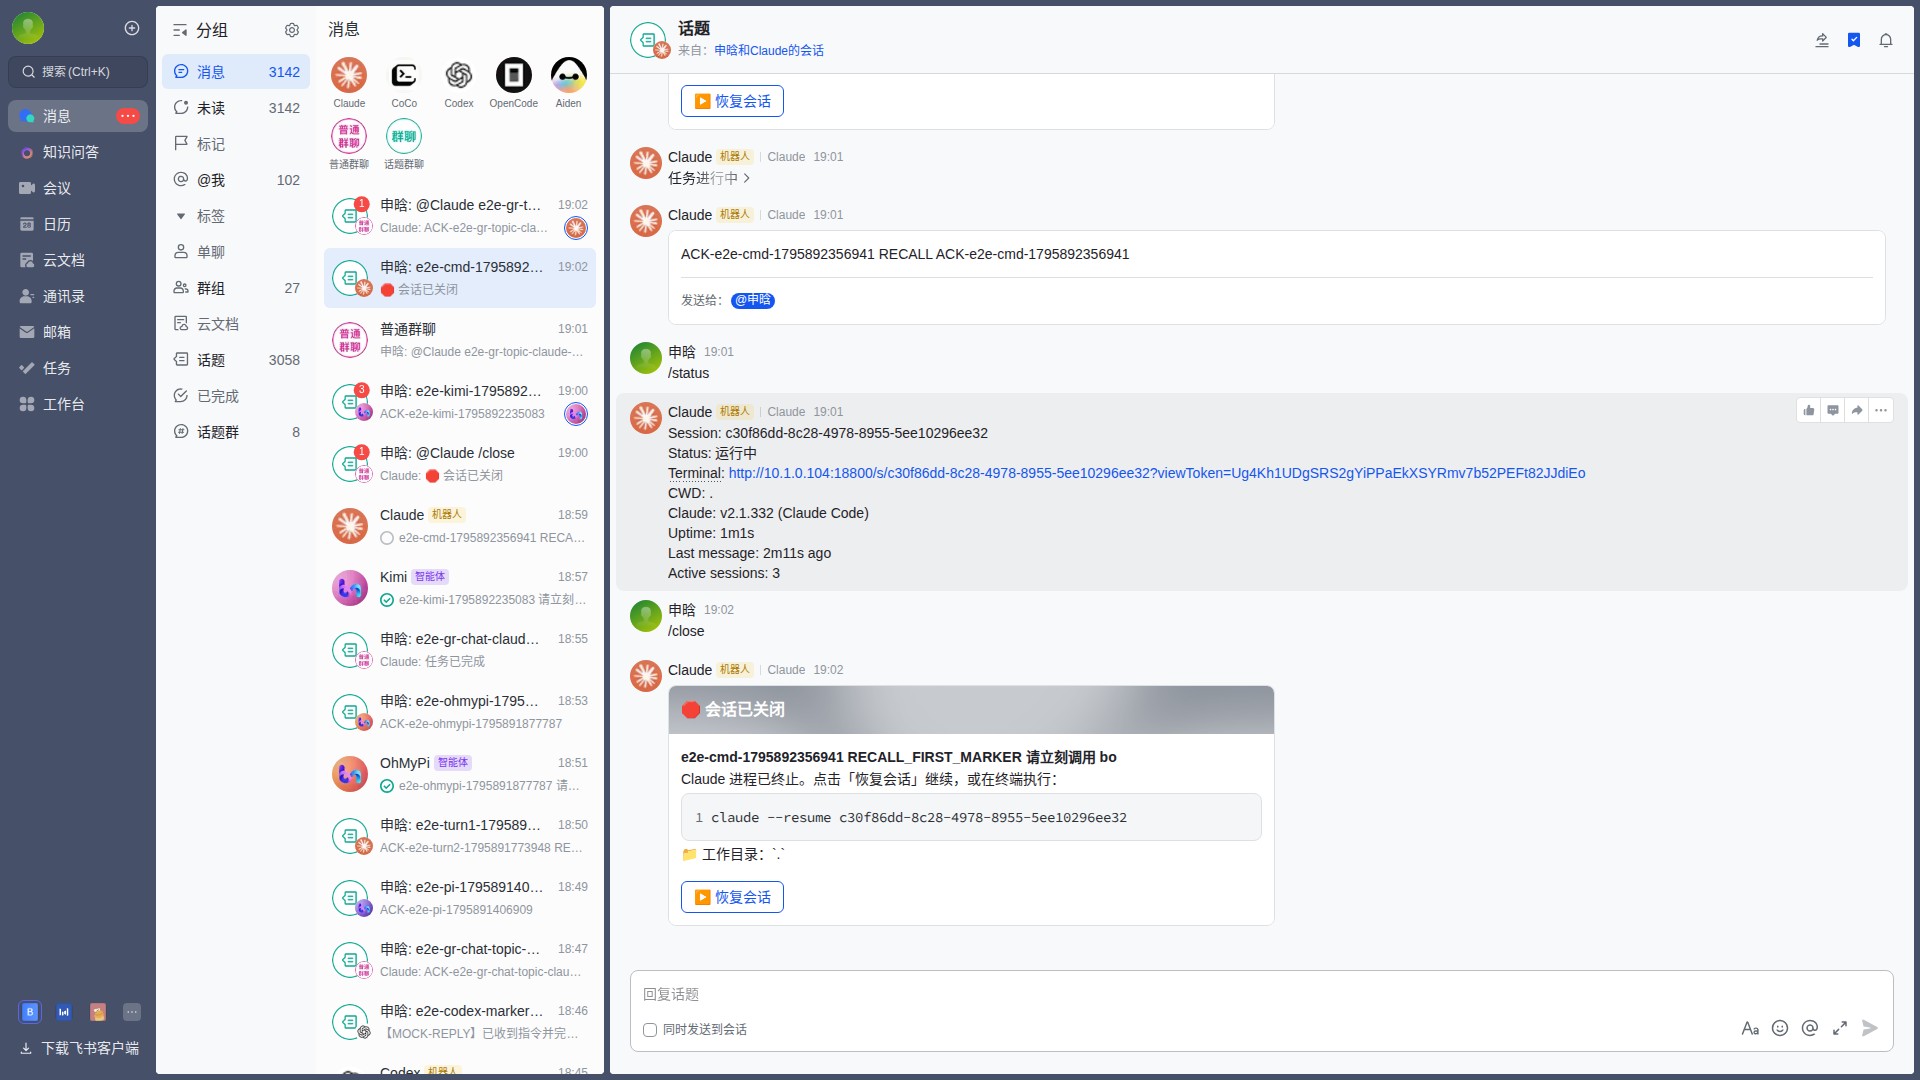 搜索 (Ctrl+K)
消息
知识问答
会议
日历
云文档
通讯录
邮箱
任务
工作台
下载飞书客户端
分组
消息 3142
未读 3142
标记
@我 102
标签
单聊
群组 27
云文档
话题 3058
已完成
话题群 8
消息
Claude
CoCo
Codex
OpenCode
Aiden
普通群聊
普通群聊
群聊
话题群聊
1
申晗: @Claude e2e-gr-t… 19:02
Claude: ACK-e2e-gr-topic-cla…
申晗: e2e-cmd-1795892… 19:02
会话已关闭
普通群聊
普通群聊 19:01
申晗: @Claude e2e-gr-topic-claude-…
3
申晗: e2e-kimi-1795892… 19:00
ACK-e2e-kimi-1795892235083
1
申晗: @Claude /close 19:00
Claude: 会话已关闭
Claude 机器人 18:59
e2e-cmd-1795892356941 RECA…
Kimi 智能体 18:57
e2e-kimi-1795892235083 请立刻…
申晗: e2e-gr-chat-claud… 18:55
Claude: 任务已完成
申晗: e2e-ohmypi-1795… 18:53
ACK-e2e-ohmypi-1795891877787
OhMyPi 智能体 18:51
e2e-ohmypi-1795891877787 请…
申晗: e2e-turn1-179589… 18:50
ACK-e2e-turn2-1795891773948 RE…
申晗: e2e-pi-179589140… 18:49
ACK-e2e-pi-1795891406909
申晗: e2e-gr-chat-topic-… 18:47
Claude: ACK-e2e-gr-chat-topic-clau…
申晗: e2e-codex-marker… 18:46
【MOCK-REPLY】已收到指令并完…
Codex 机器人 18:45
话题
来自：申晗和Claude的会话
恢复会话
Claude 机器人 Claude 19:01
任务进行中
Claude 机器人 Claude 19:01
ACK-e2e-cmd-1795892356941 RECALL ACK-e2e-cmd-1795892356941
发送给： @申晗
申晗 19:01
/status
Claude 机器人 Claude 19:01
Session: c30f86dd-8c28-4978-8955-5ee10296ee32
Status: 运行中
Terminal: http://10.1.0.104:18800/s/c30f86dd-8c28-4978-8955-5ee10296ee32?viewToken=Ug4Kh1UDgSRS2gYiPPaEkXSYRmv7b52PEFt82JJdiEo
CWD: .
Claude: v2.1.332 (Claude Code)
Uptime: 1m1s
Last message: 2m11s ago
Active sessions: 3
申晗 19:02
/close
Claude 机器人 Claude 19:02
会话已关闭
e2e-cmd-1795892356941 RECALL_FIRST_MARKER 请立刻调用 bo
Claude 进程已终止。点击「恢复会话」继续，或在终端执行：
1 claude --resume c30f86dd-8c28-4978-8955-5ee10296ee32
工作目录：`.`
恢复会话
回复话题
同时发送到会话